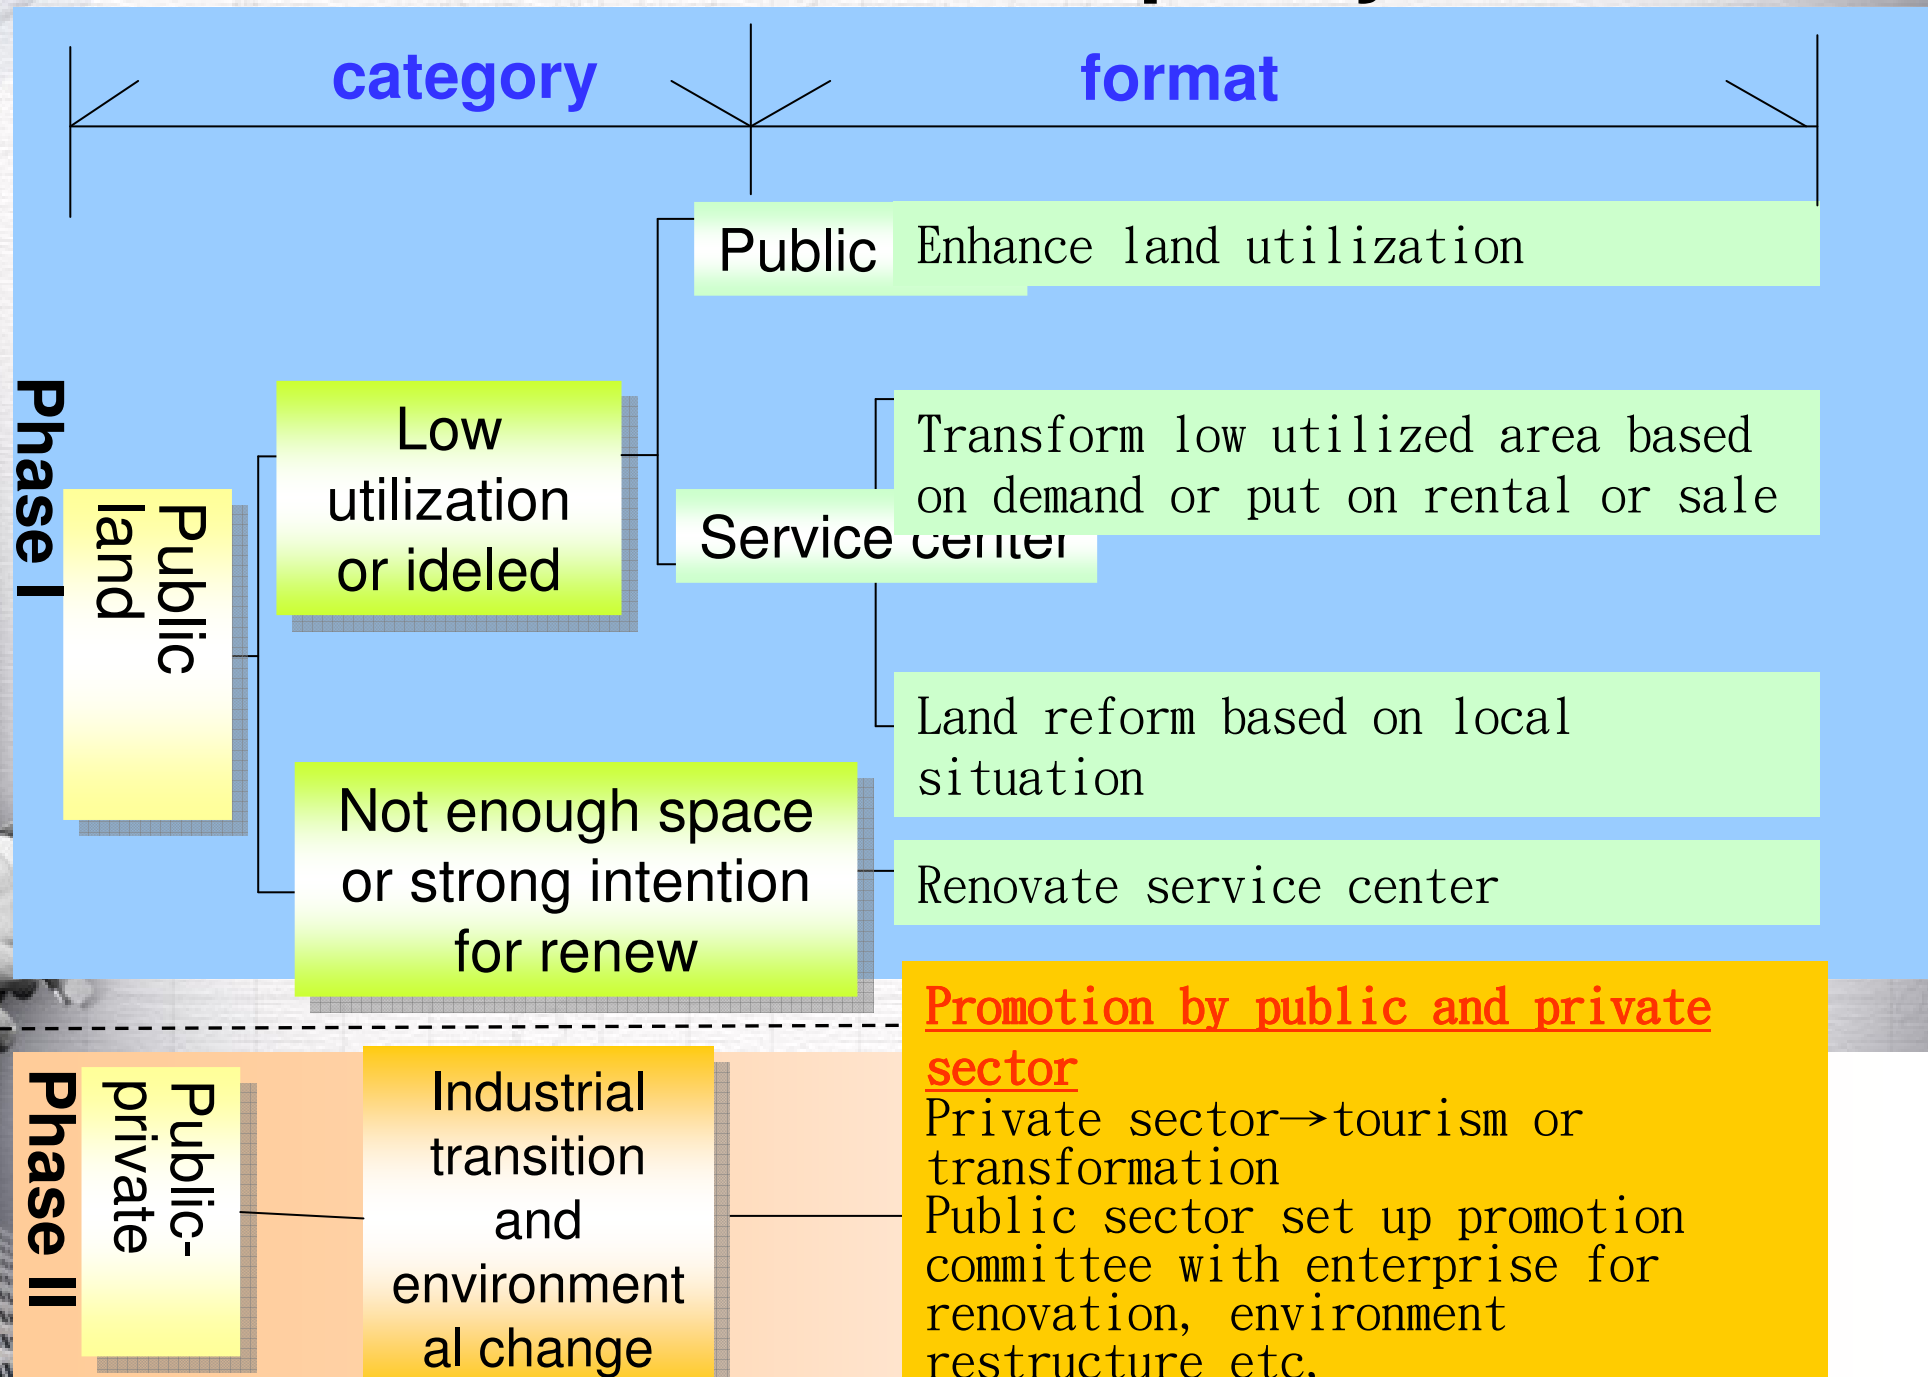 category
format
Public
Enhance land utilization
Phase I
Public
land
Low
utilization
or ideled
Transform low utilized area based
on demand or put on rental or sale
Service center
Land reform based on local
situation
Not enough space
or strong intention
for renew
Renovate service center
Phase II
Public-
private
Industrial
transition
and
environment
al change
Promotion by public and private
sector
Private sector→tourism or
transformation
Public sector set up promotion
committee with enterprise for
renovation, environment
restructure etc.